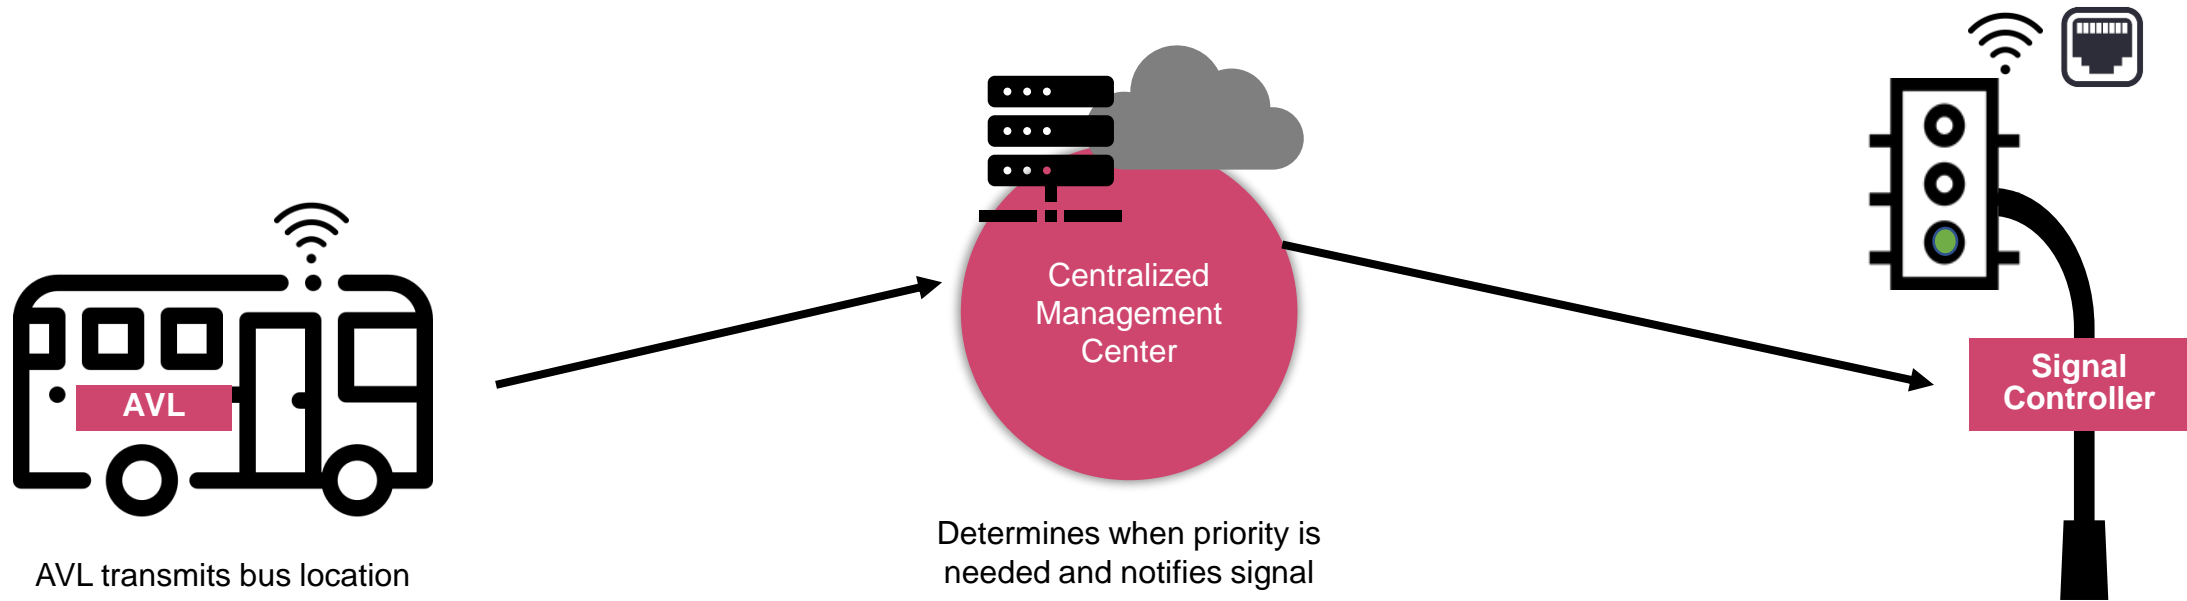 AVL
AVL transmits bus location
Centralized
Management
Center
Determines when priority is
needed and notifies signal
Signal
Controller